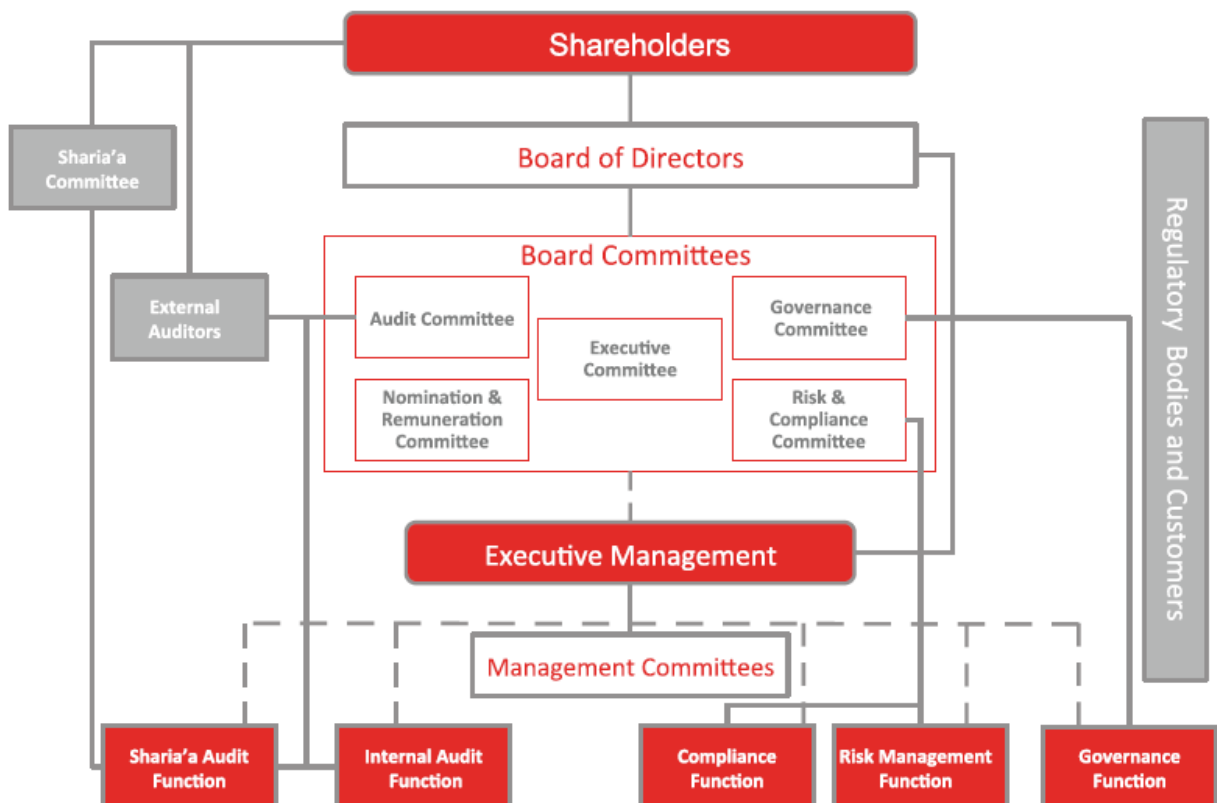 Shareholders
Sharia'a
Committee
Board of Directors
Regulatory Bodies and Customers
Board Committees
External
Auditors
Audit Committee
Governance
Committee
Executive
Committee
Nomination &
Remuneration
Committee
Risk &
Compliance
Committee
Executive Management
Management Committees
Sharia'a Audit
Function
Internal Audit
Function
Compliance
Function
Risk Management
Function
Governance
Function